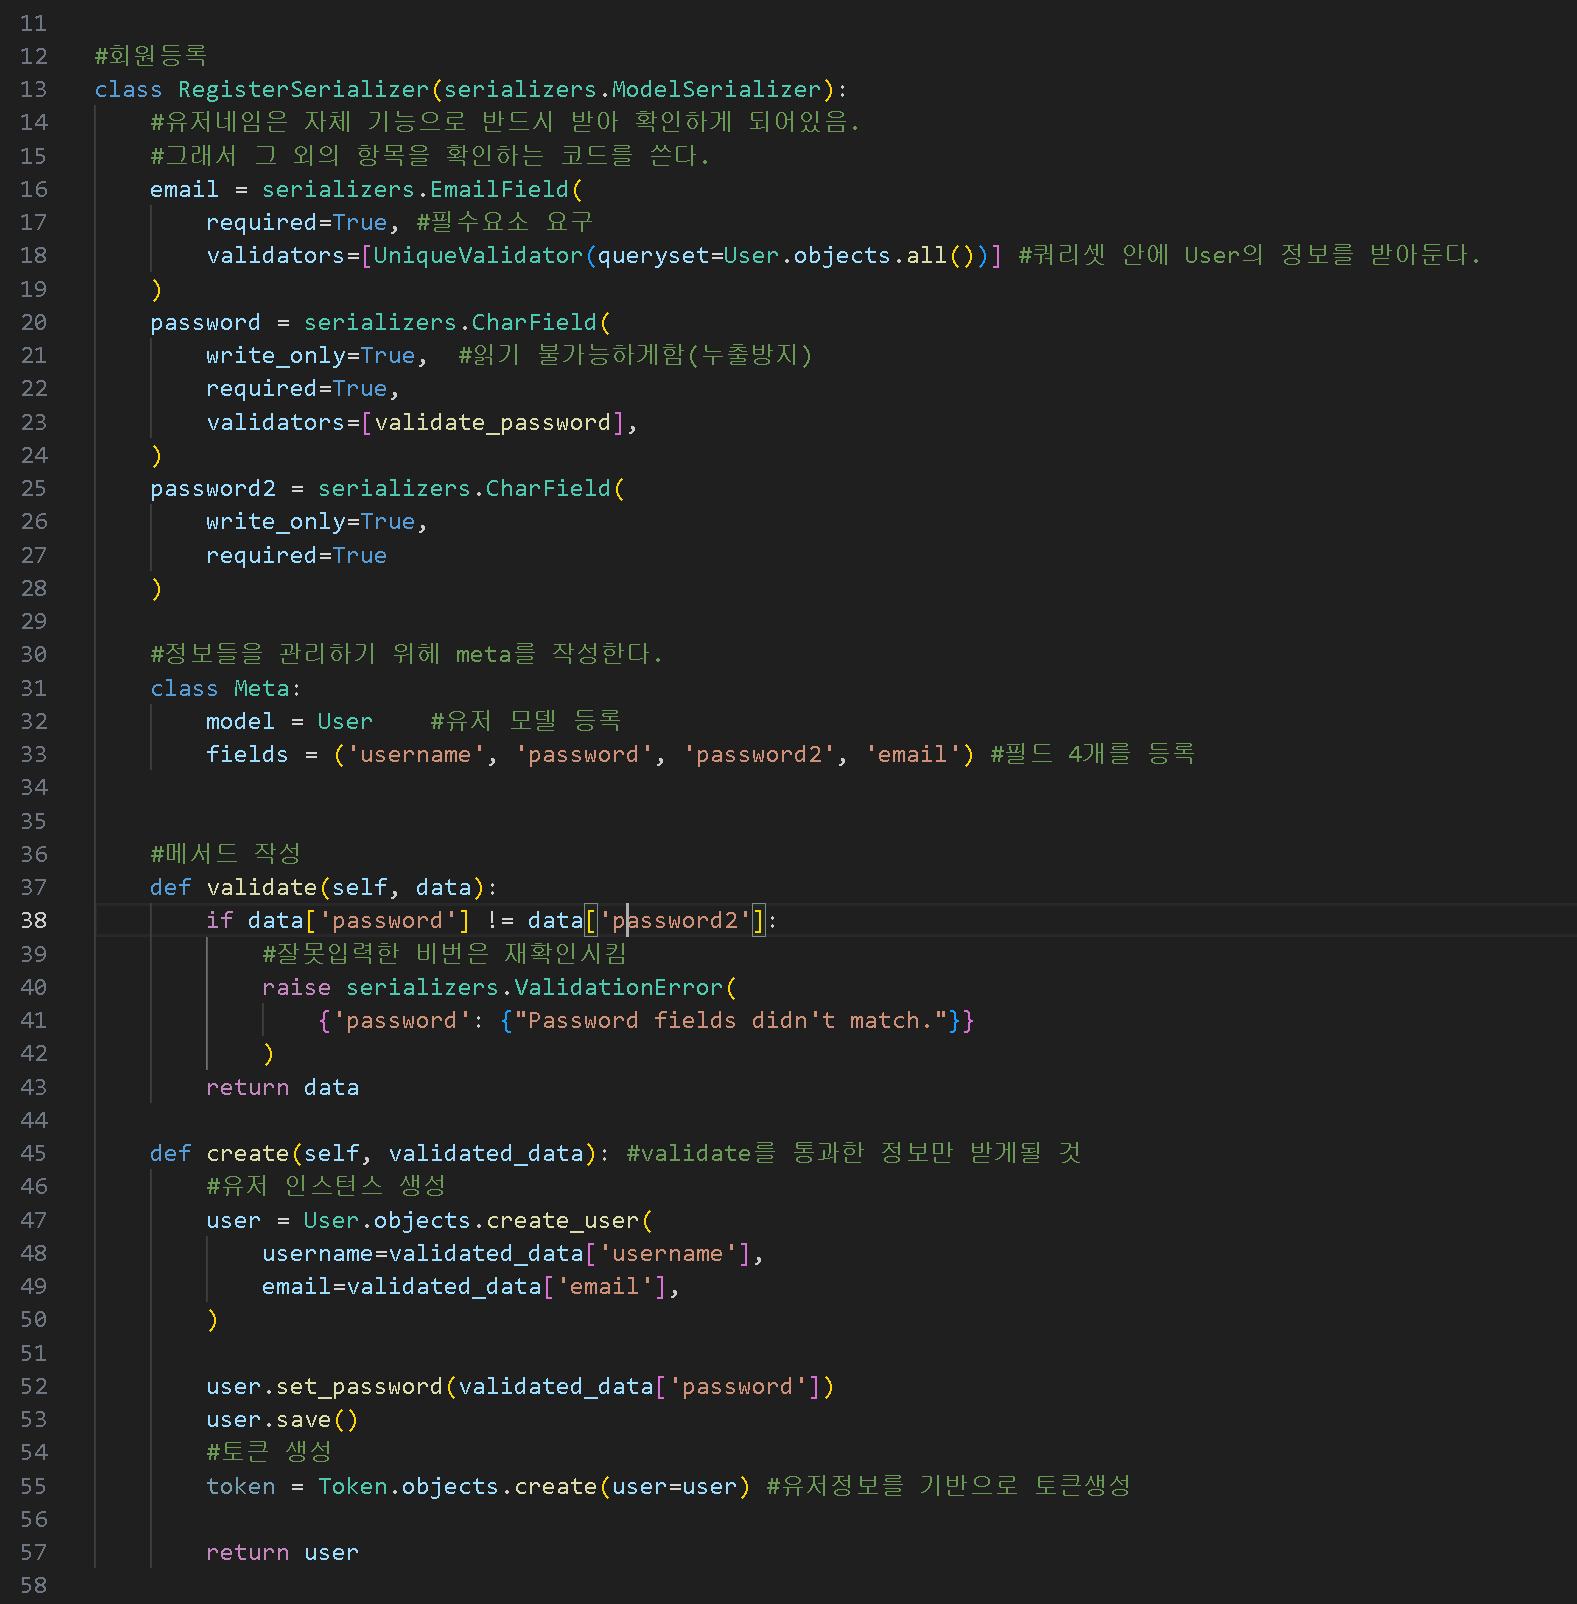 11
12 #회원등록
13 class RegisterSerializer(serializers.ModelSerializer):
14     #유저네임은 자체 기능으로 반드시 받아 확인하게 되어있음.
15     #그래서 그 외의 항목을 확인하는 코드를 쓴다.
16     email = serializers.EmailField(
17         required=True, #필수요소 요구
18         validators=[UniqueValidator(queryset=User.objects.all())] #쿼리셋 안에 User의 정보를 받아둔다.
19     )
20     password = serializers.CharField(
21         write_only=True,  #읽기 불가능하게함(누출방지)
22         required=True,
23         validators=[validate_password],
24     )
25     password2 = serializers.CharField(
26         write_only=True,
27         required=True
28     )
29
30     #정보들을 관리하기 위헤 meta를 작성한다.
31     class Meta:
32         model = User    #유저 모델 등록
33         fields = ('username', 'password', 'password2', 'email') #필드 4개를 등록
34
35
36     #메서드 작성
37     def validate(self, data):
38         if data['password'] != data['password2']:
39             #잘못입력한 비번은 재확인시킴
40             raise serializers.ValidationError(
41                 {'password': {"Password fields didn't match."}}
42             )
43         return data
44
45     def create(self, validated_data): #validate를 통과한 정보만 받게될 것
46         #유저 인스턴스 생성
47         user = User.objects.create_user(
48             username=validated_data['username'],
49             email=validated_data['email'],
50         )
51
52         user.set_password(validated_data['password'])
53         user.save()
54         #토큰 생성
55         token = Token.objects.create(user=user) #유저정보를 기반으로 토큰생성
56
57         return user
58